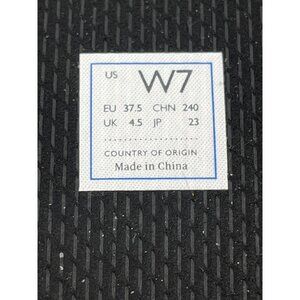 US W7
EU 37.5 CHN 240
UK 4.5 JP 23
COUNTRY OF ORIGIN
Made in China